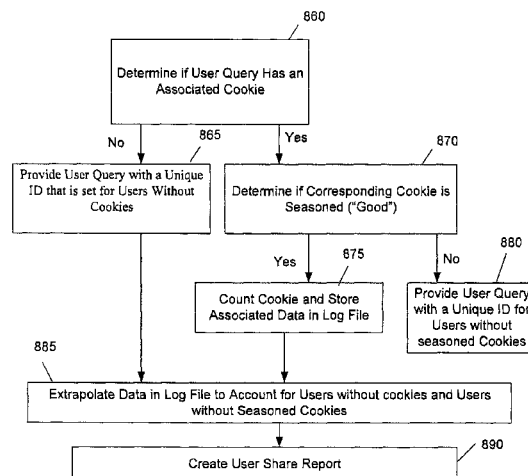 860
Determine if User Query Has an
Associated Cookie
No
865
Yes
870
Provide User Query with a Unique
ID that is set for Users Without
Cookies
Determine if Corresponding Cookie is
Seasoned ("Good")
Yes
875
No
880
Count Cookie and Store
Associated Data in Log File
Provide User Query
with a Unique ID for
Users without
seasoned Cookies
885
Extrapolate Data in Log File to Account for Users without cookies and Users
without Seasoned Cookies
890
Create User Share Report